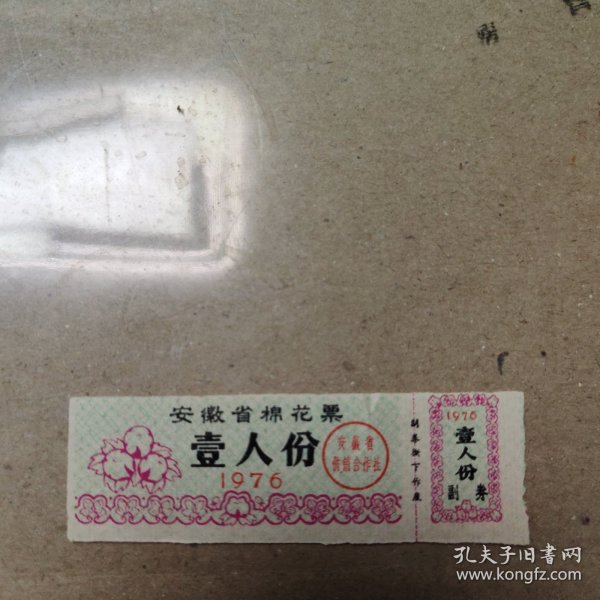 安徽省棉花票
壹人份
1976
安徽省
供销合作社
副券撕下作废
1976
壹人份
副券
孔夫子旧书网
www.kongfz.com